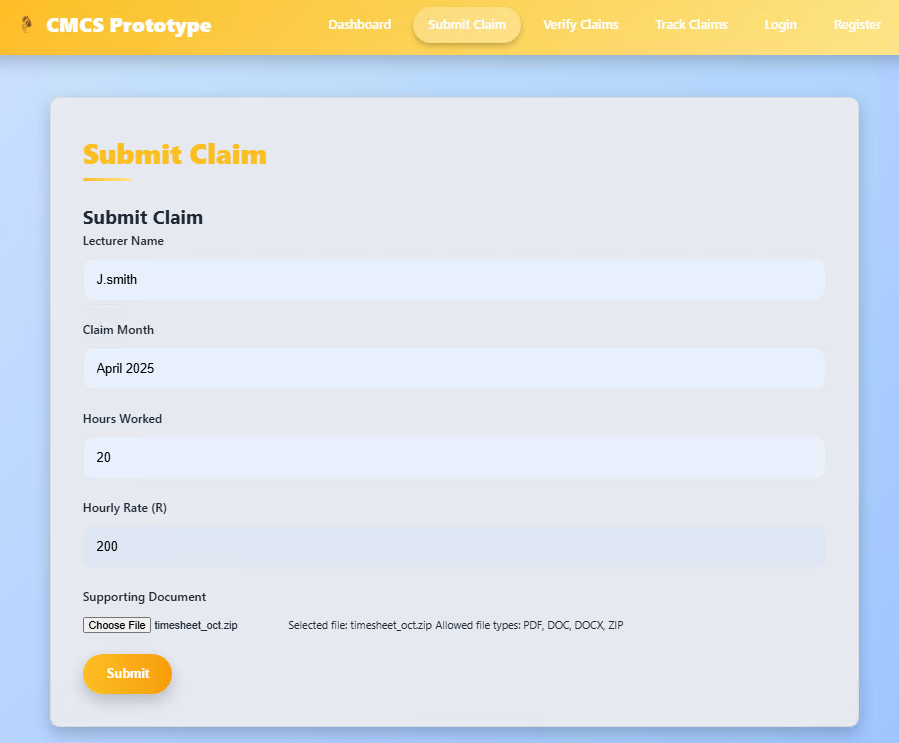 CMCS Prototype Dashboard Submit Claim Verify Claims Track Claims Login Register
Submit Claim
Submit Claim
Lecturer Name
J.smith
Claim Month
April 2025
Hours Worked
20
Hourly Rate (R)
200
Supporting Document
Choose File timesheet_oct.zip Selected file: timesheet_oct.zip Allowed file types: PDF, DOC, DOCX, ZIP
Submit